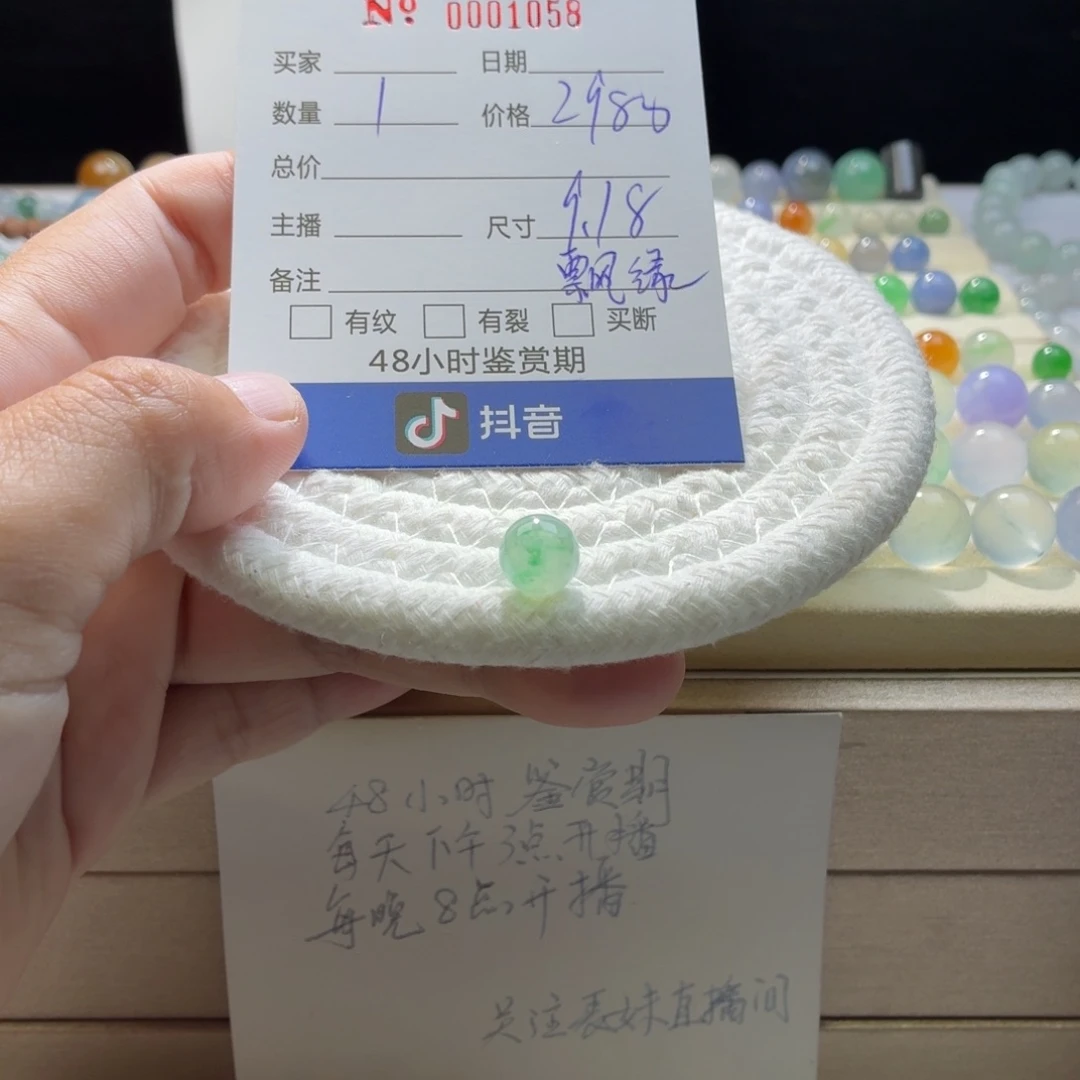 Nº 0001058
买家 日期
数量 1 价格 2988
总价
主播 尺寸 9.18
备注 飘绿
有纹 有裂 买断
48小时鉴赏期
抖音
48小时鉴赏期
每天下午3点开播
每晚8点开播
关注表妹直播间